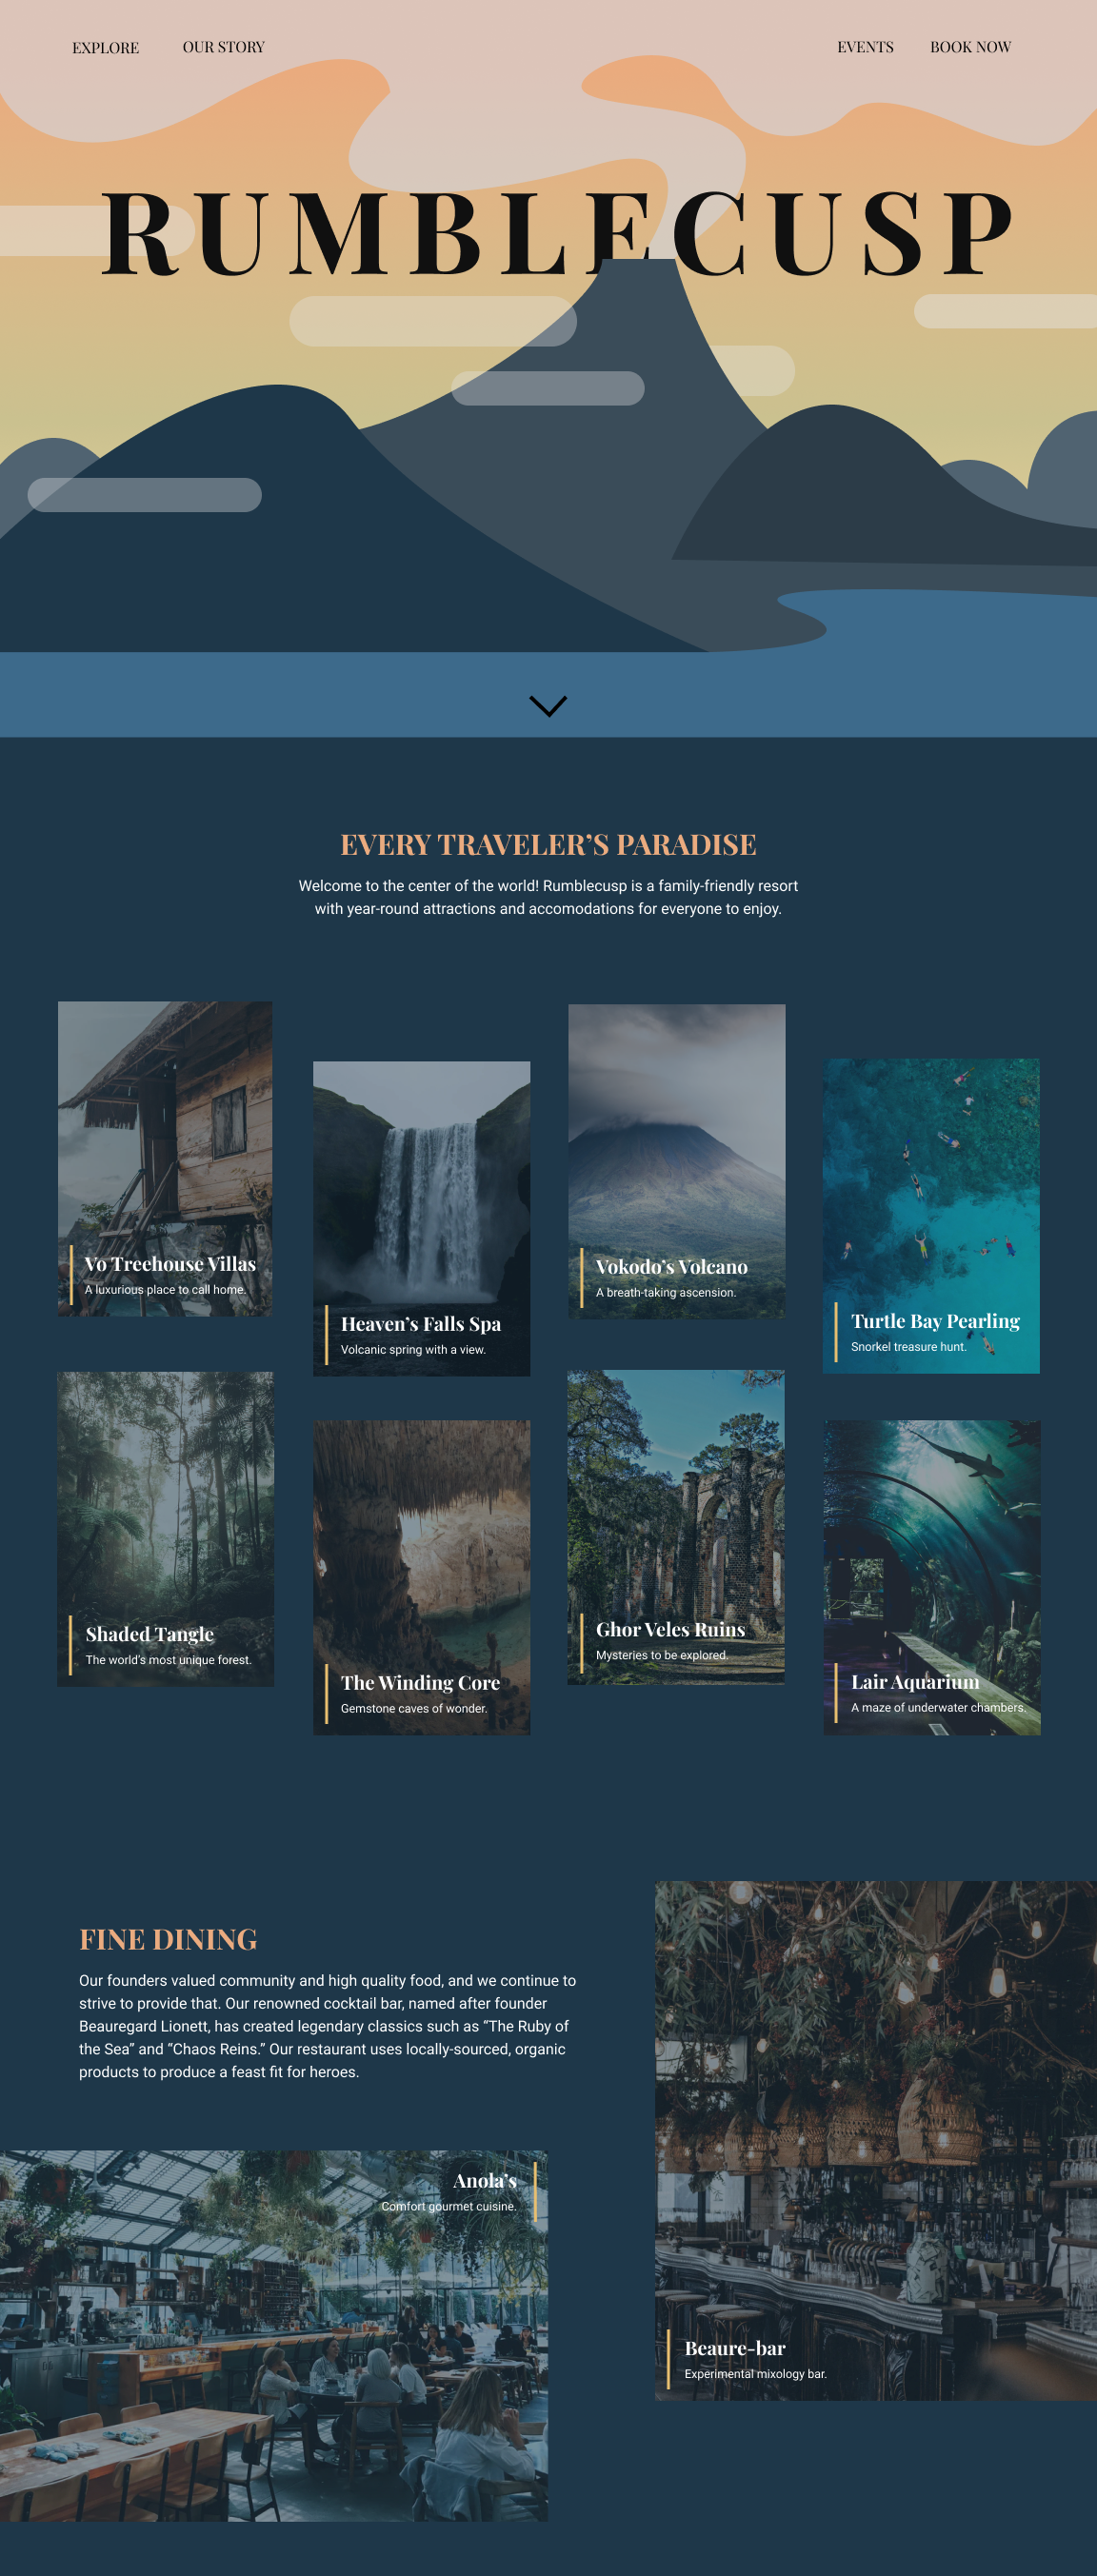 EXPLORE
OUR STORY
EVENTS
BOOK NOW
RUMBLECUSP
EVERY TRAVELER’S PARADISE
Welcome to the center of the world! Rumblecusp is a family-friendly resort
with year-round attractions and accomodations for everyone to enjoy.
Vo Treehouse Villas
A luxurious place to call home.
Heaven’s Falls Spa
Volcanic spring with a view.
Vokodo’s Volcano
A breath-taking ascension.
Turtle Bay Pearling
Snorkel treasure hunt.
Shaded Tangle
The world’s most unique forest.
The Winding Core
Gemstone caves of wonder.
Ghor Veles Ruins
Mysteries to be explored.
Lair Aquarium
A maze of underwater chambers.
FINE DINING
Our founders valued community and high quality food, and we continue to
strive to provide that. Our renowned cocktail bar, named after founder
Beauregard Lionett, has created legendary classics such as “The Ruby of
the Sea” and “Chaos Reins.” Our restaurant uses locally-sourced, organic
products to produce a feast fit for heroes.
Anola’s
Comfort gourmet cuisine.
Beaure-bar
Experimental mixology bar.